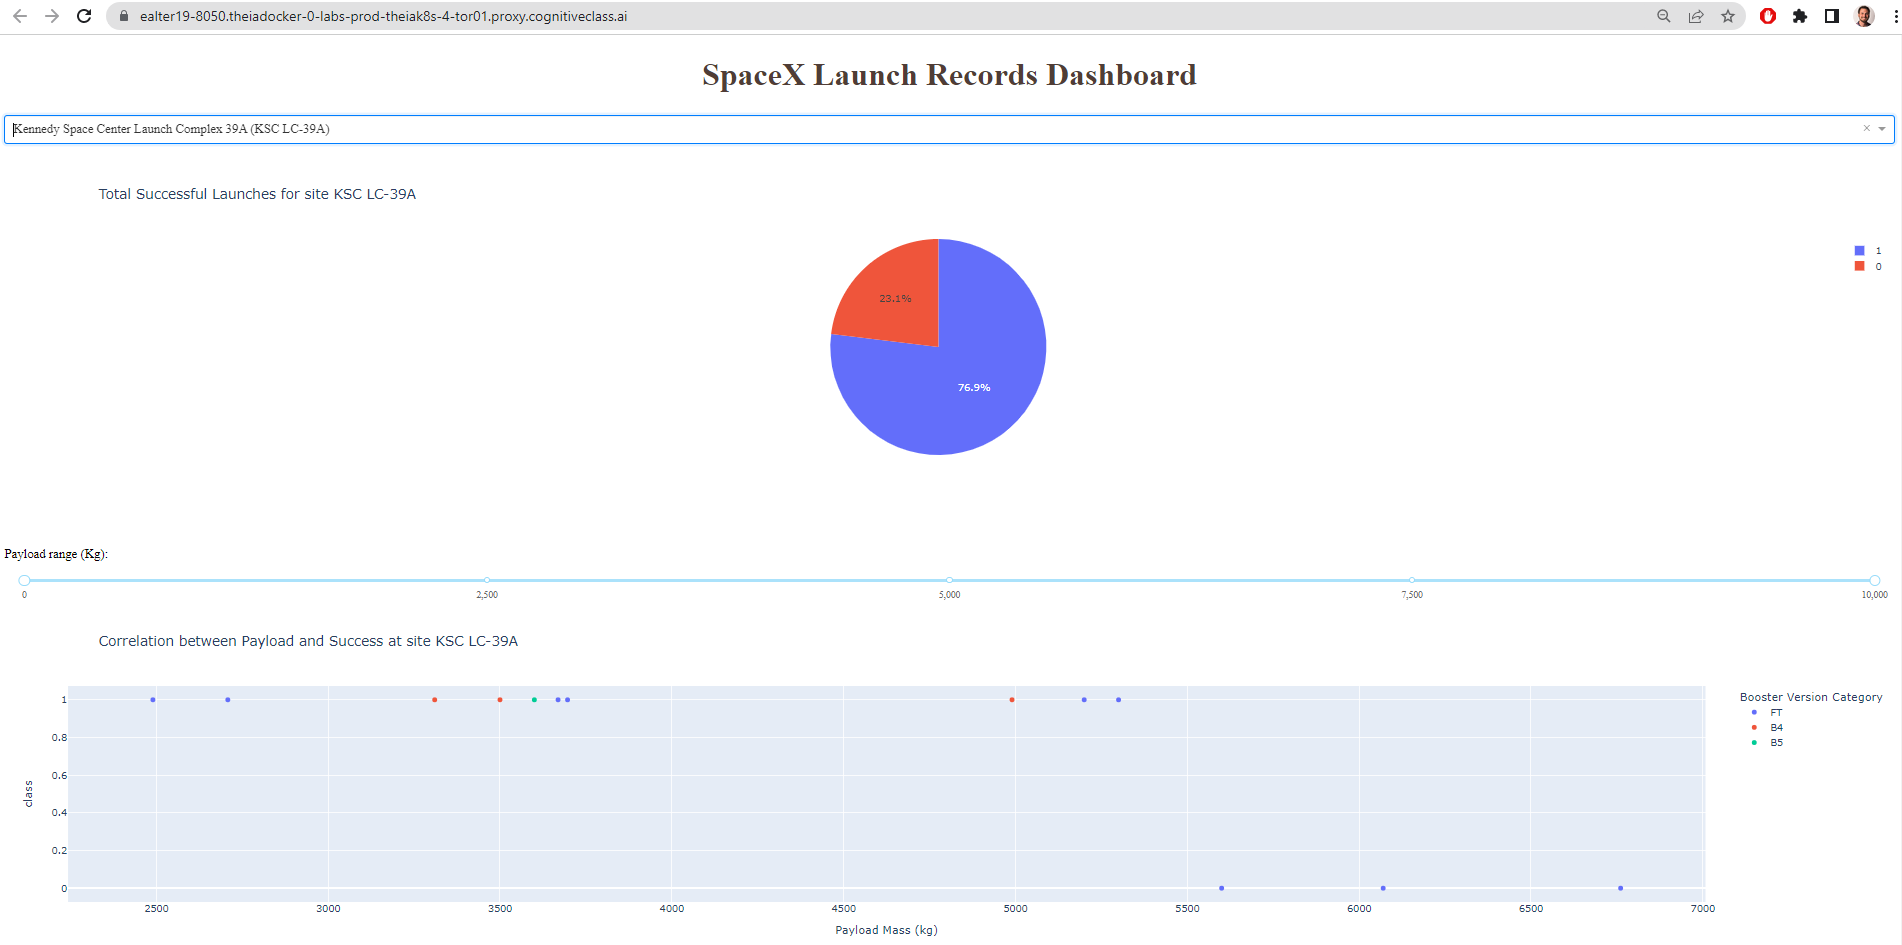 ealter19-8050.theiadocker-0-labs-prod-theiak8s-4-tor01.proxy.cognitiveclass.ai
SpaceX Launch Records Dashboard
Kennedy Space Center Launch Complex 39A (KSC LC-39A)
Total Successful Launches for site KSC LC-39A
1
0
23.1%
76.9%
Payload range (Kg):
0 2,500 5,000 7,500 10,000
Correlation between Payload and Success at site KSC LC-39A
Booster Version Category
FT
B4
B5
1
0.8
0.6
0.4
0.2
0
class
2500 3000 3500 4000 4500 5000 5500 6000 6500 7000
Payload Mass (kg)